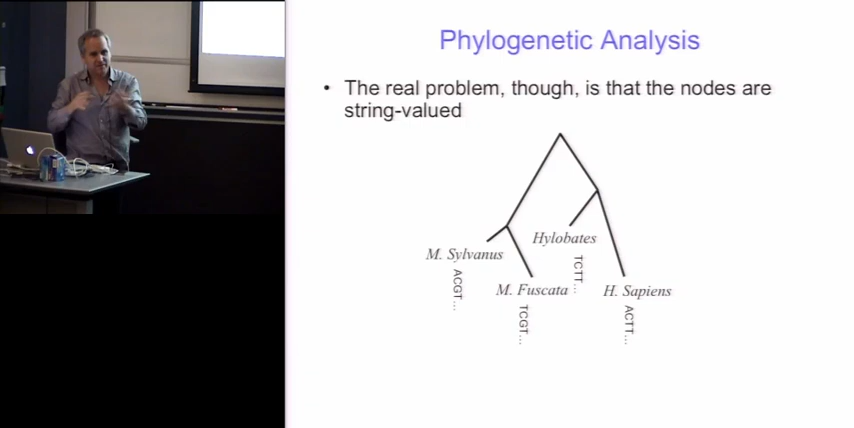 Phylogenetic Analysis
• The real problem, though, is that the nodes are
string-valued
Hylobates
M. Sylvanus
TCTT...
ACGT...
M. Fuscata
H. Sapiens
TCGT...
ACTT...